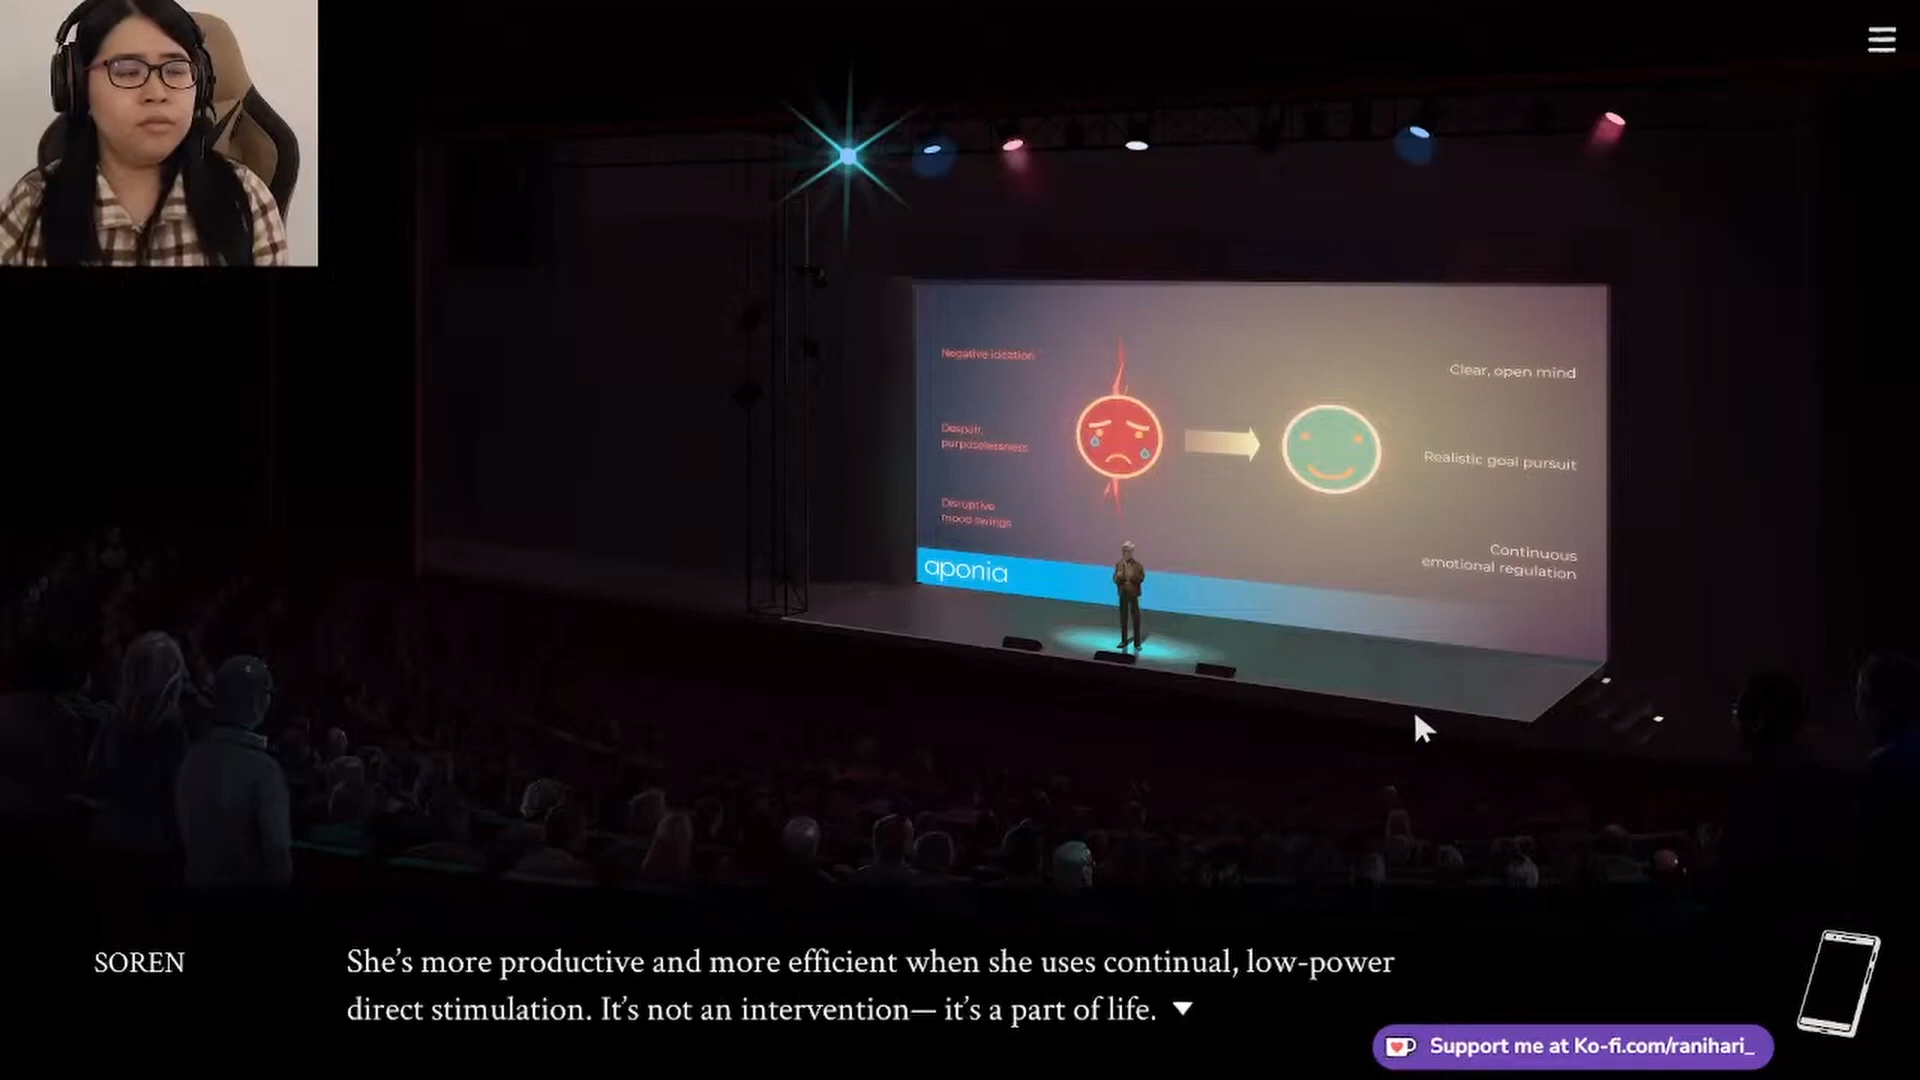 Negative ideation
Despair,
purposelessness
Disruptive
mood swings
Clear, open mind
Realistic goal pursuit
Continuous
emotional regulation
aponia
SOREN
She’s more productive and more efficient when she uses continual, low-power
direct stimulation. It’s not an intervention— it’s a part of life.
Support me at Ko-fi.com/ranihari_